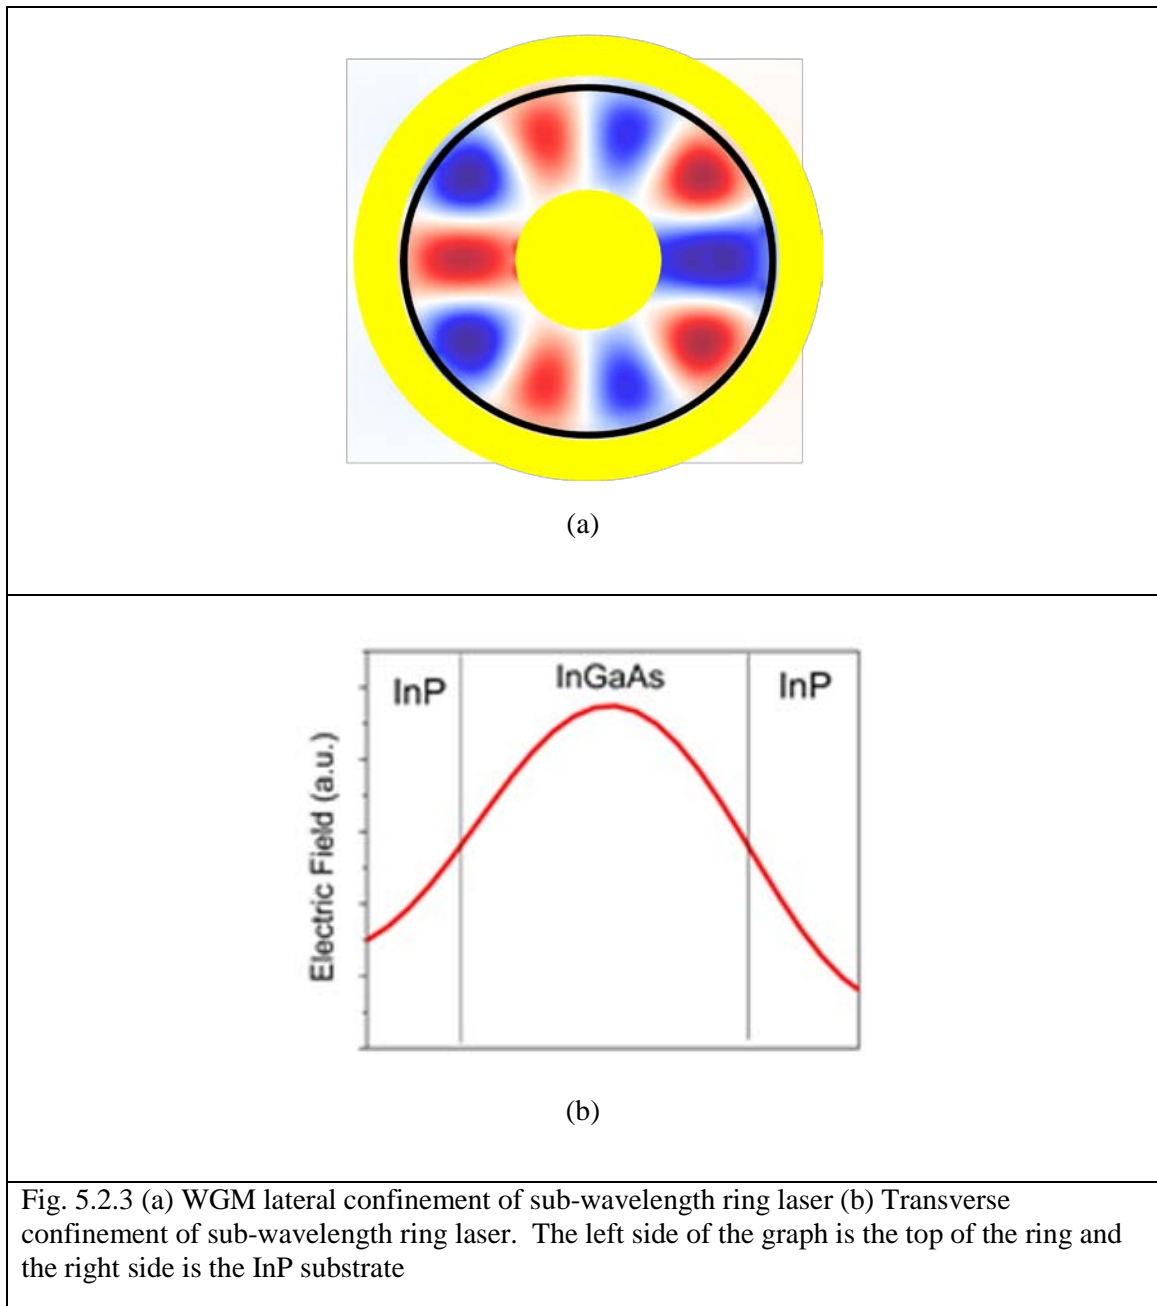 (a)
InP
InGaAs
InP
Electric Field (a.u.)
(b)
Fig. 5.2.3 (a) WGM lateral confinement of sub-wavelength ring laser (b) Transverse
confinement of sub-wavelength ring laser.  The left side of the graph is the top of the ring and
the right side is the InP substrate